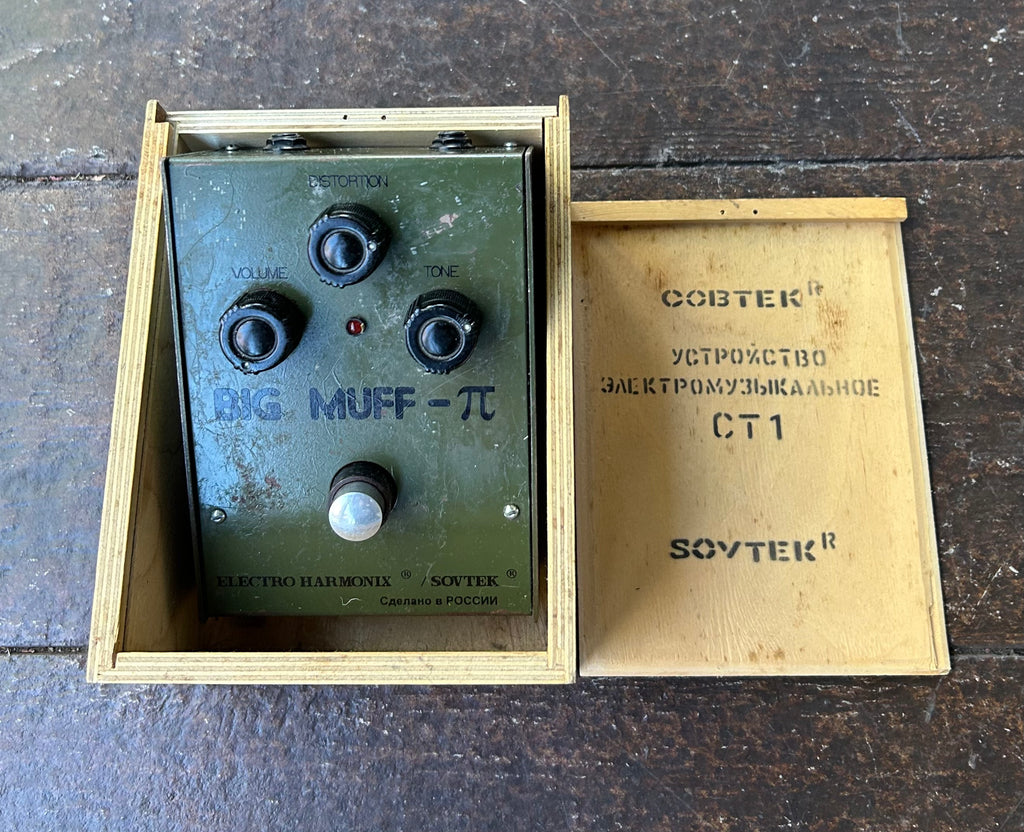 DISTORTION
VOLUME
TONE
BIG MUFF - π
ELECTRO HARMONIX ® / SOVTEK ®
Сделано в РОССИИ
СОВТЕК R
УСТРОЙСТВО
ЭЛЕКТРОМУЗЫКАЛЬНОЕ
СТ1
SOVTEK R